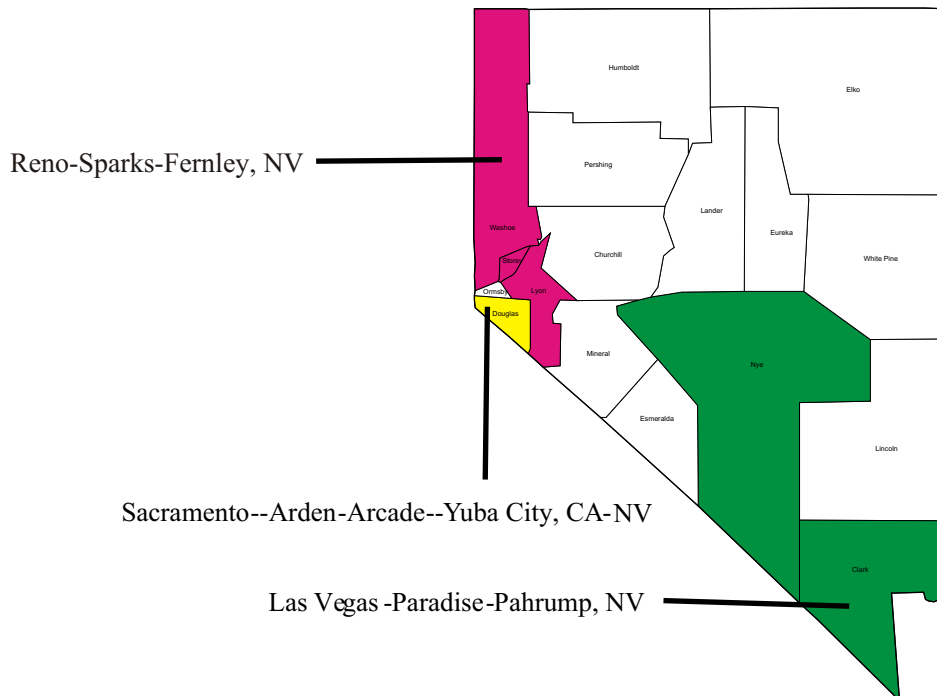 Humboldt
Elko
Reno-Sparks-Fernley, NV
Pershing
Lander
Washoe
Eureka
Churchill
White Pine
Storey
Ormsby
Lyon
Douglas
Mineral
Nye
Esmeralda
Lincoln
Sacramento--Arden-Arcade--Yuba City, CA-NV
Clark
Las Vegas -Paradise-Pahrump, NV